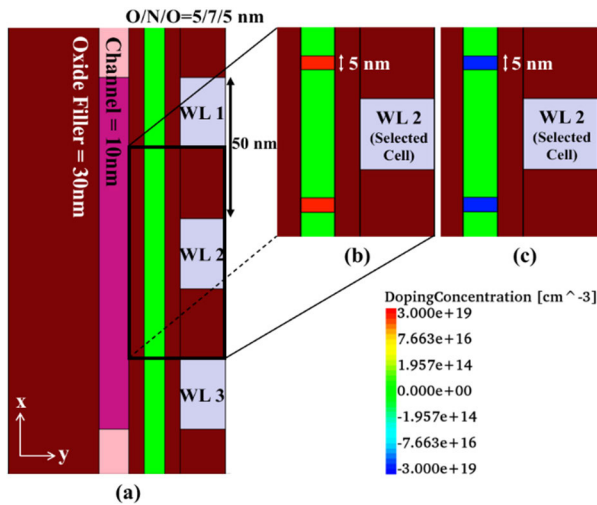 O/N/O=5/7/5 nm
Oxide Filler = 30nm
Channel = 10nm
WL 1
50 nm
WL 2
WL 3
x
y
(a)
5 nm
WL 2
(Selected
Cell)
(b)
5 nm
WL 2
(Selected
Cell)
(c)
DopingConcentration [cm^-3]
3.000e+19
7.663e+16
1.957e+14
0.000e+00
-1.957e+14
-7.663e+16
-3.000e+19